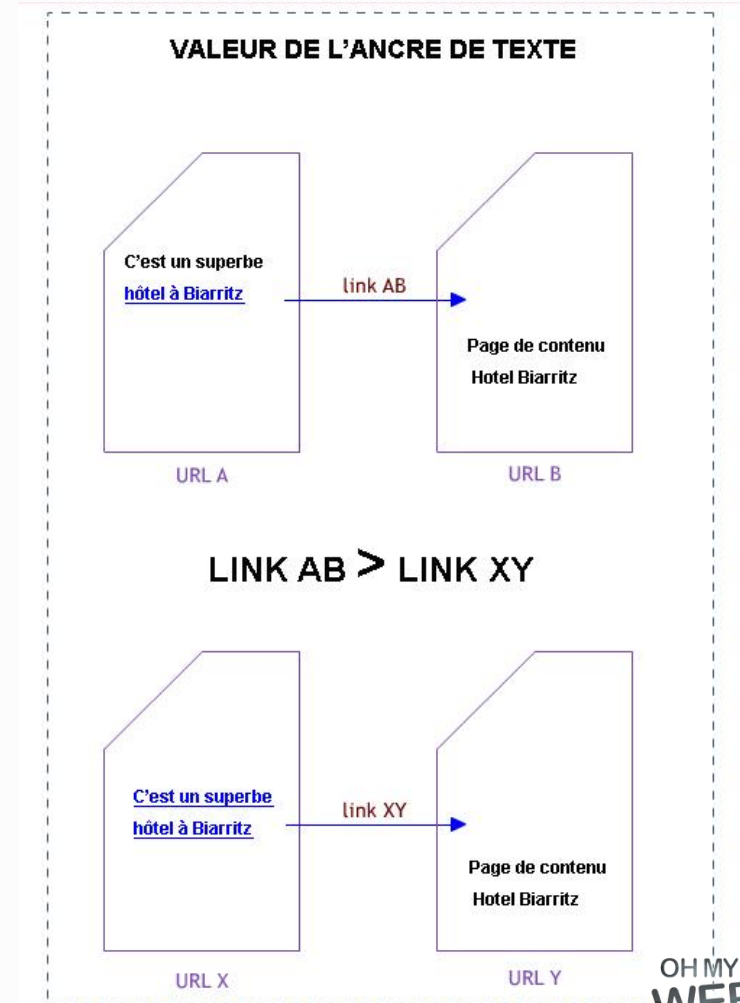 VALEUR DE L'ANCRE DE TEXTE
C'est un superbe
hôtel à Biarritz
link AB
Page de contenu
Hotel Biarritz
URL A
URL B
LINK AB > LINK XY
C'est un superbe
hôtel à Biarritz
link XY
Page de contenu
Hotel Biarritz
URL X
URL Y
OH MY